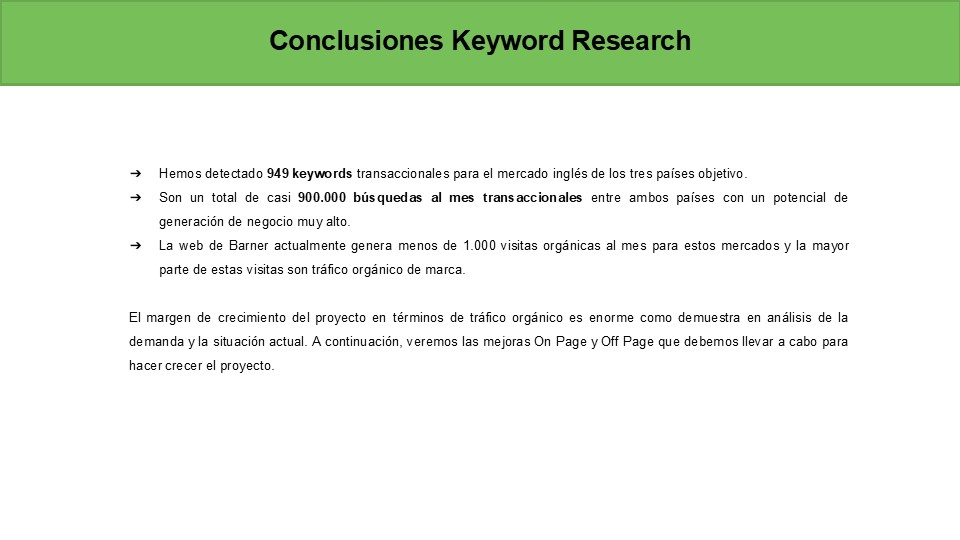 Conclusiones Keyword Research
➔ Hemos detectado 949 keywords transaccionales para el mercado inglés de los tres países objetivo.
➔ Son un total de casi 900.000 búsquedas al mes transaccionales entre ambos países con un potencial de
generación de negocio muy alto.
➔ La web de Barner actualmente genera menos de 1.000 visitas orgánicas al mes para estos mercados y la mayor
parte de estas visitas son tráfico orgánico de marca.
El margen de crecimiento del proyecto en términos de tráfico orgánico es enorme como demuestra en análisis de la
demanda y la situación actual. A continuación, veremos las mejoras On Page y Off Page que debemos llevar a cabo para
hacer crecer el proyecto.